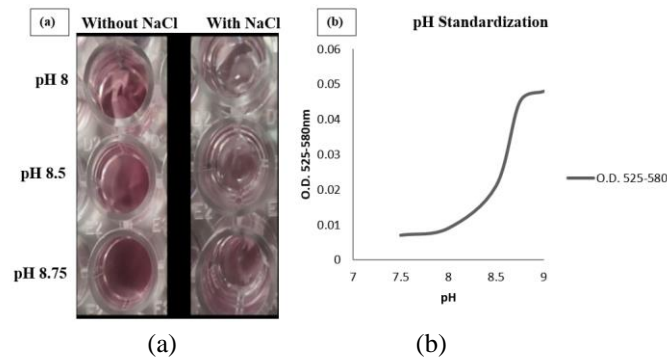 (a)
Without NaCl
With NaCl
pH 8
pH 8.5
pH 8.75
(b)
pH Standardization
O.D. 525-580nm
0.06
0.05
0.04
0.03
0.02
0.01
0
7
7.5
8
8.5
9
pH
O.D. 525-580
(a)
(b)